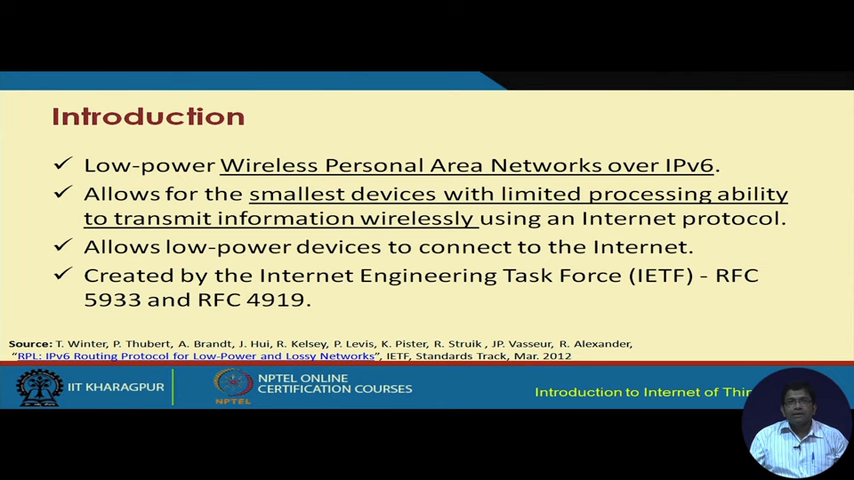 Introduction
✓ Low-power Wireless Personal Area Networks over IPv6.
✓ Allows for the smallest devices with limited processing ability
to transmit information wirelessly using an Internet protocol.
✓ Allows low-power devices to connect to the Internet.
✓ Created by the Internet Engineering Task Force (IETF) - RFC
5933 and RFC 4919.
Source: T. Winter, P. Thubert, A. Brandt, J. Hui, R. Kelsey, P. Levis, K. Pister, R. Struik , JP. Vasseur, R. Alexander,
"RPL: IPv6 Routing Protocol for Low-Power and Lossy Networks", IETF, Standards Track, Mar. 2012
IIT KHARAGPUR
NPTEL
NPTEL ONLINE
CERTIFICATION COURSES
Introduction to Internet of Thin